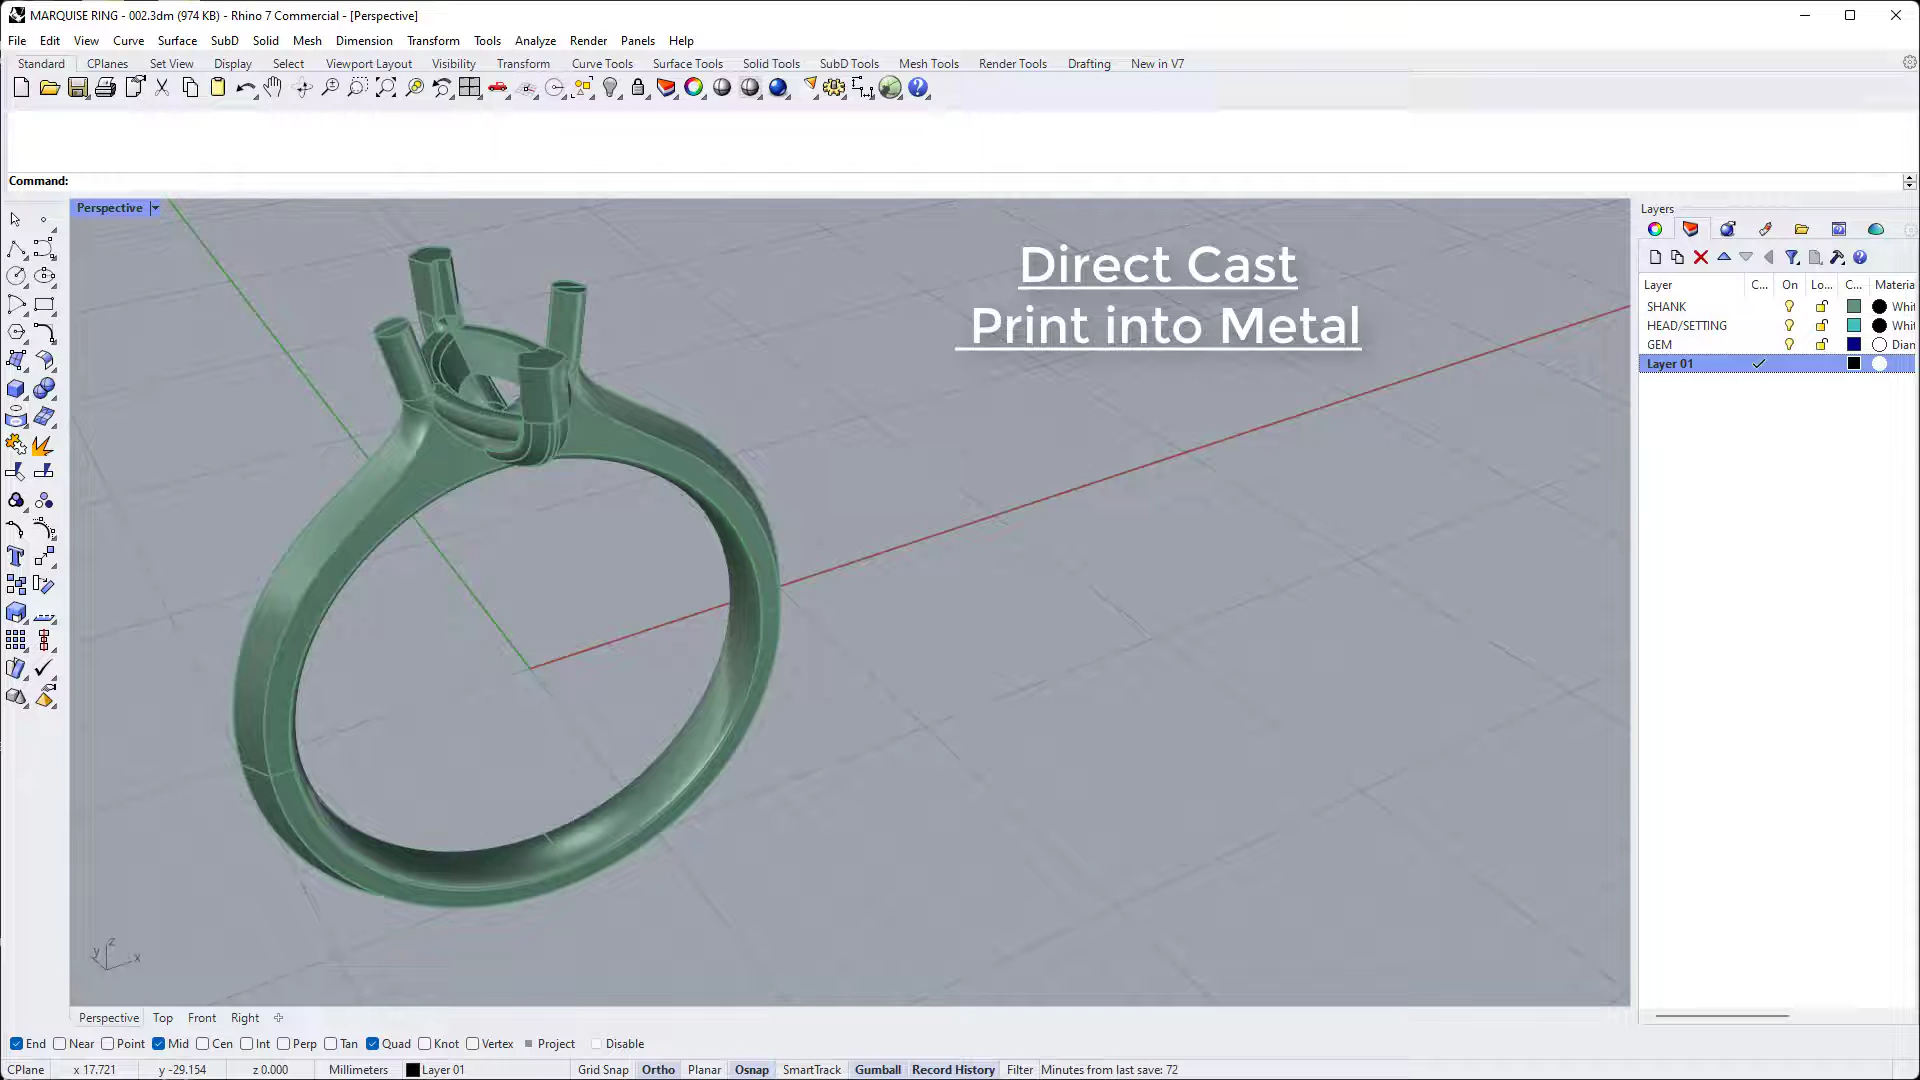 MARQUISE RING - 002.3dm (974 KB) - Rhino 7 Commercial - [Perspective]
File Edit View Curve Surface SubD Solid Mesh Dimension Transform Tools Analyze Render Panels Help
Standard CPlanes Set View Display Select Viewport Layout Visibility Transform Curve Tools Surface Tools Solid Tools SubD Tools Mesh Tools Render Tools Drafting New in V7
Command:
Perspective
Layers
Direct Cast
Print into Metal
Layer C... On Lo... C... Materia
SHANK Whit
HEAD/SETTING Whit
GEM Dian
Layer 01
z
y x
Perspective Top Front Right
End Near Point Mid Cen Int Perp Tan Quad Knot Vertex Project Disable
CPlane x 17.721 y -29.154 z 0.000 Millimeters Layer 01 Grid Snap Ortho Planar Osnap SmartTrack Gumball Record History Filter Minutes from last save: 72